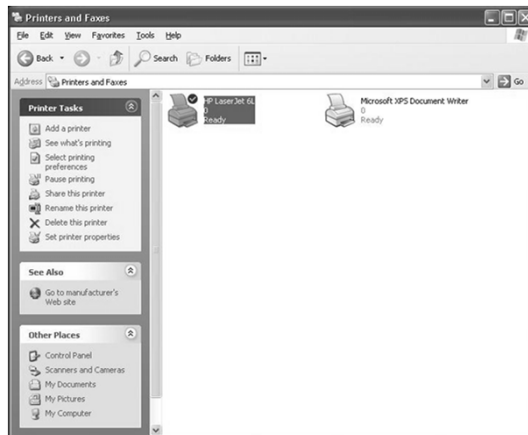 Printers and Faxes
File Edit View Favorites Tools Help
Back Search Folders
Address Printers and Faxes Go
Printer Tasks
Add a printer
See what's printing
Select printing
preferences
Pause printing
Share this printer
Rename this printer
Delete this printer
Set printer properties
See Also
Go to manufacturer's
Web site
Other Places
Control Panel
Scanners and Cameras
My Documents
My Pictures
My Computer
HP LaserJet 6L
0
Ready
Microsoft XPS Document Writer
0
Ready